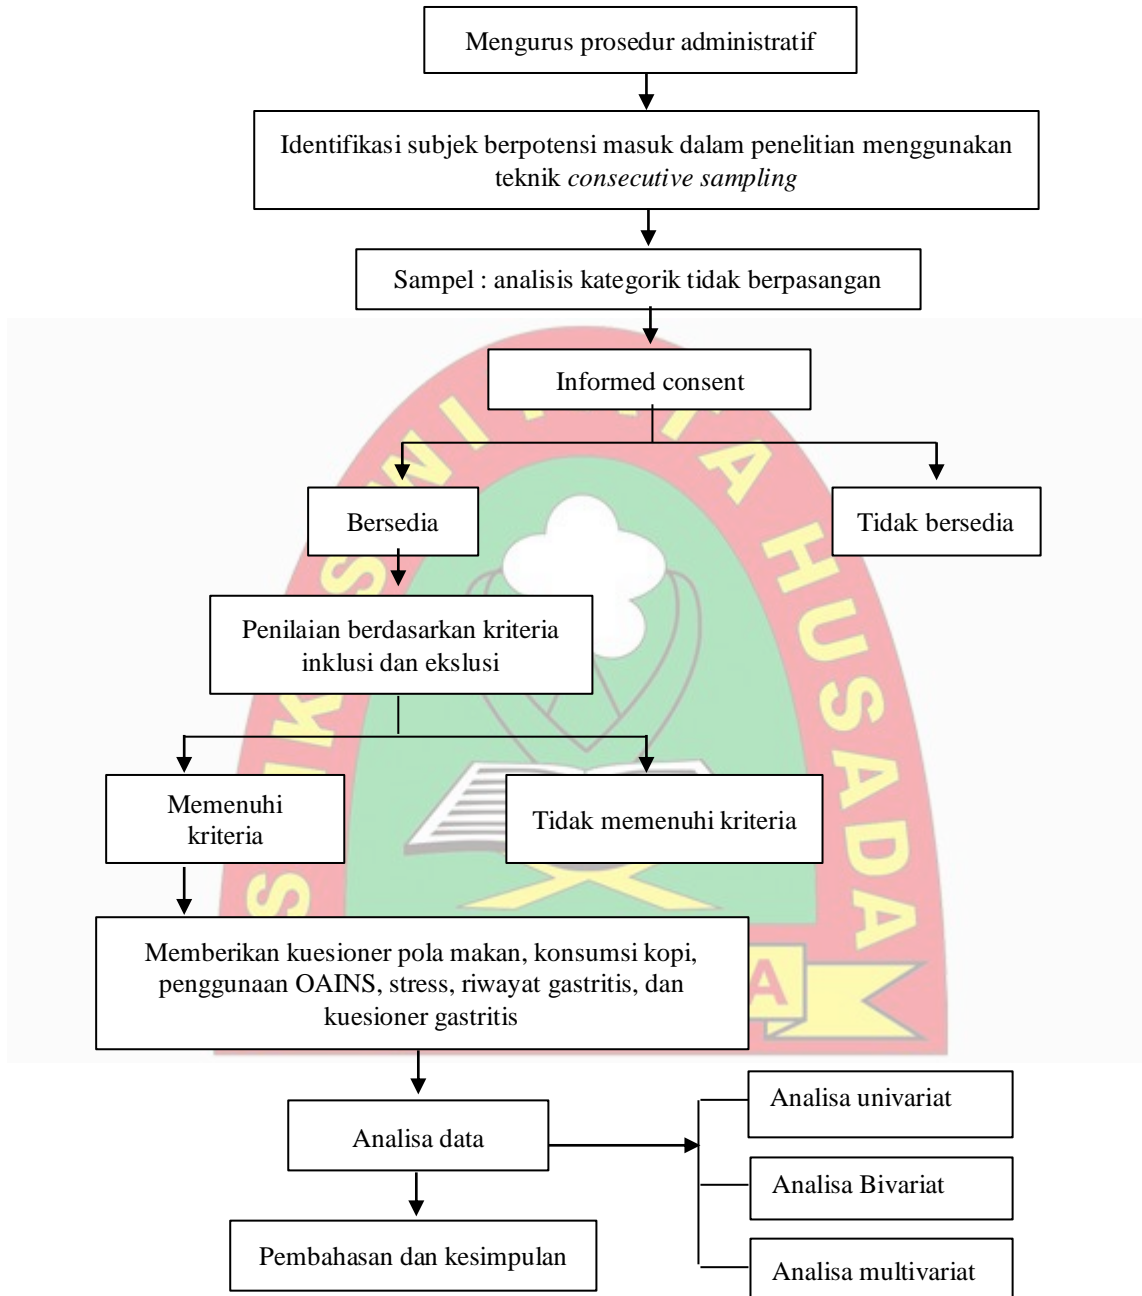 Mengurus prosedur administratif
Identifikasi subjek berpotensi masuk dalam penelitian menggunakan
teknik consecutive sampling
Sampel : analisis kategorik tidak berpasangan
Informed consent
Bersedia
Tidak bersedia
Penilaian berdasarkan kriteria
inklusi dan ekslusi
Memenuhi
kriteria
Tidak memenuhi kriteria
Memberikan kuesioner pola makan, konsumsi kopi,
penggunaan OAINS, stress, riwayat gastritis, dan
kuesioner gastritis
Analisa data
Analisa univariat
Analisa Bivariat
Analisa multivariat
Pembahasan dan kesimpulan
HUSADA